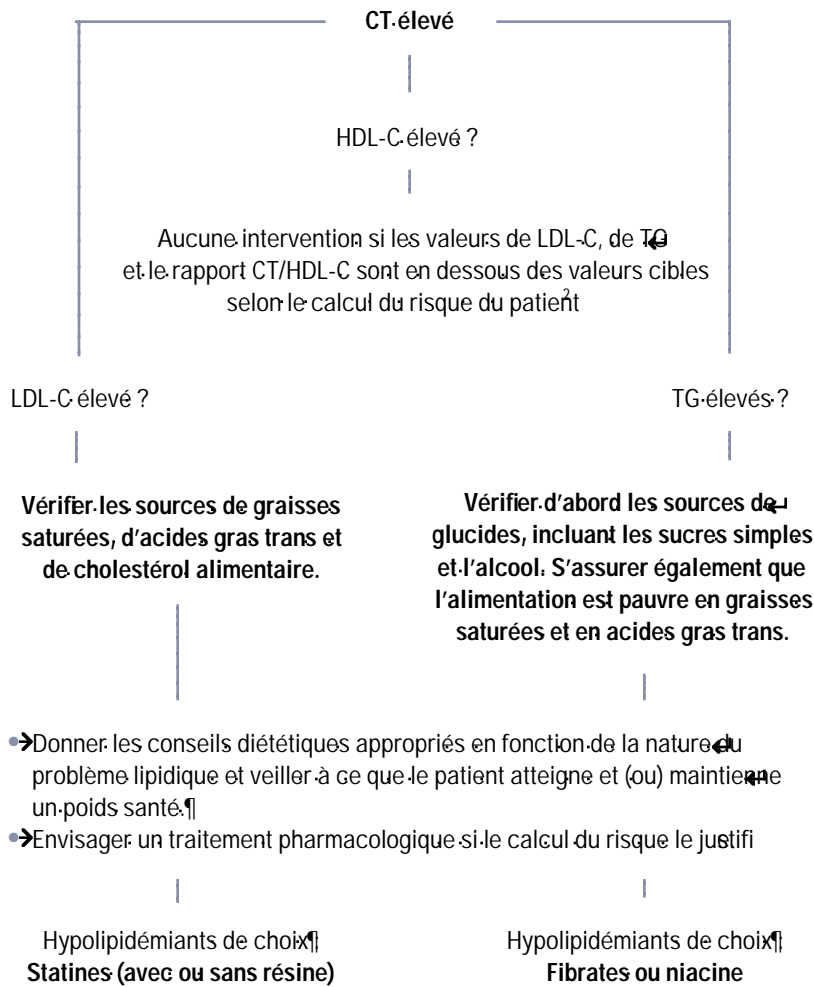 CT élevé
HDL-C élevé ?
Aucune intervention si les valeurs de LDL-C, de TG
et le rapport CT/HDL-C sont en dessous des valeurs cibles
selon le calcul du risque du patient2
LDL-C élevé ?
TG élevés ?
Vérifier les sources de graisses
saturées, d'acides gras trans et
de cholestérol alimentaire.
Vérifier d'abord les sources de
glucides, incluant les sucres simples
et l'alcool. S'assurer également que
l'alimentation est pauvre en graisses
saturées et en acides gras trans.
•→Donner les conseils diététiques appropriés en fonction de la nature du
problème lipidique et veiller à ce que le patient atteigne et (ou) maintienne
un poids santé.¶
•→Envisager un traitement pharmacologique si le calcul du risque le justifi
Hypolipidémiants de choix¶
Statines (avec ou sans résine)
Hypolipidémiants de choix¶
Fibrates ou niacine